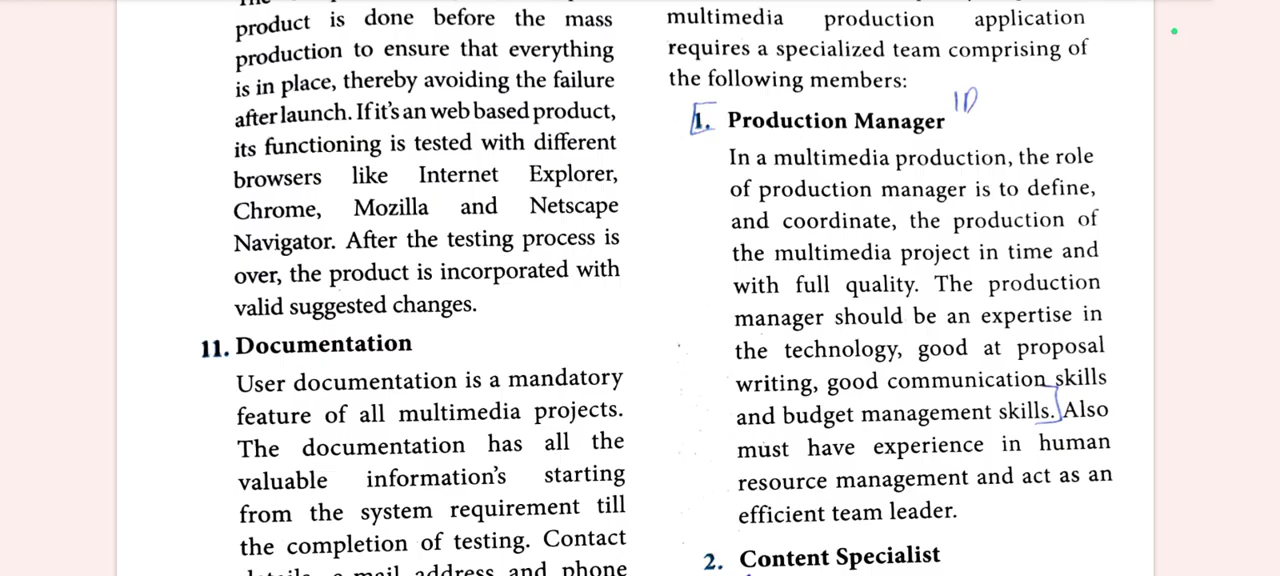 product is done before the mass
production to ensure that everything
is in place, thereby avoiding the failure
after launch. If it's an web based product,
its functioning is tested with different
browsers like Internet Explorer,
Chrome, Mozilla and Netscape
Navigator. After the testing process is
over, the product is incorporated with
valid suggested changes.
11. Documentation
User documentation is a mandatory
feature of all multimedia projects.
The documentation has all the
valuable information's starting
from the system requirement till
the completion of testing. Contact
address and phone
multimedia production application
requires a specialized team comprising of
the following members:
1D
1. Production Manager
In a multimedia production, the role
of production manager is to define,
and coordinate, the production of
the multimedia project in time and
with full quality. The production
manager should be an expertise in
the technology, good at proposal
writing, good communication skills
and budget management skills. Also
must have experience in human
resource management and act as an
efficient team leader.
2. Content Specialist